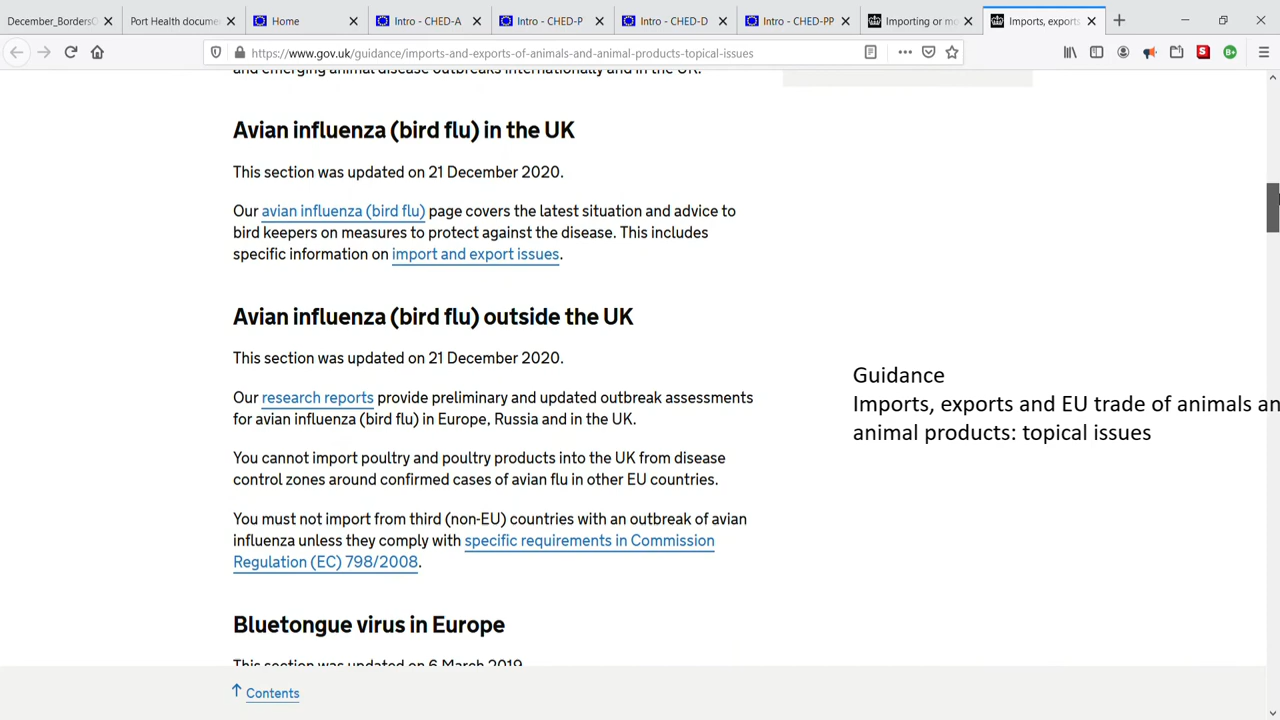 December_BordersO
Port Health docume
Home
Intro - CHED-A
Intro - CHED-P
Intro - CHED-D
Intro - CHED-PP
Importing or mo
Imports, exports
https://www.gov.uk/guidance/imports-and-exports-of-animals-and-animal-products-topical-issues
and emerging animal disease outbreaks internationally and in the UK.
Avian influenza (bird flu) in the UK
This section was updated on 21 December 2020.
Our avian influenza (bird flu) page covers the latest situation and advice to
bird keepers on measures to protect against the disease. This includes
specific information on import and export issues.
Avian influenza (bird flu) outside the UK
This section was updated on 21 December 2020.
Our research reports provide preliminary and updated outbreak assessments
for avian influenza (bird flu) in Europe, Russia and in the UK.
You cannot import poultry and poultry products into the UK from disease
control zones around confirmed cases of avian flu in other EU countries.
You must not import from third (non-EU) countries with an outbreak of avian
influenza unless they comply with specific requirements in Commission
Regulation (EC) 798/2008.
Bluetongue virus in Europe
This section was updated on 6 March 2019
Contents
Guidance
Imports, exports and EU trade of animals an
animal products: topical issues